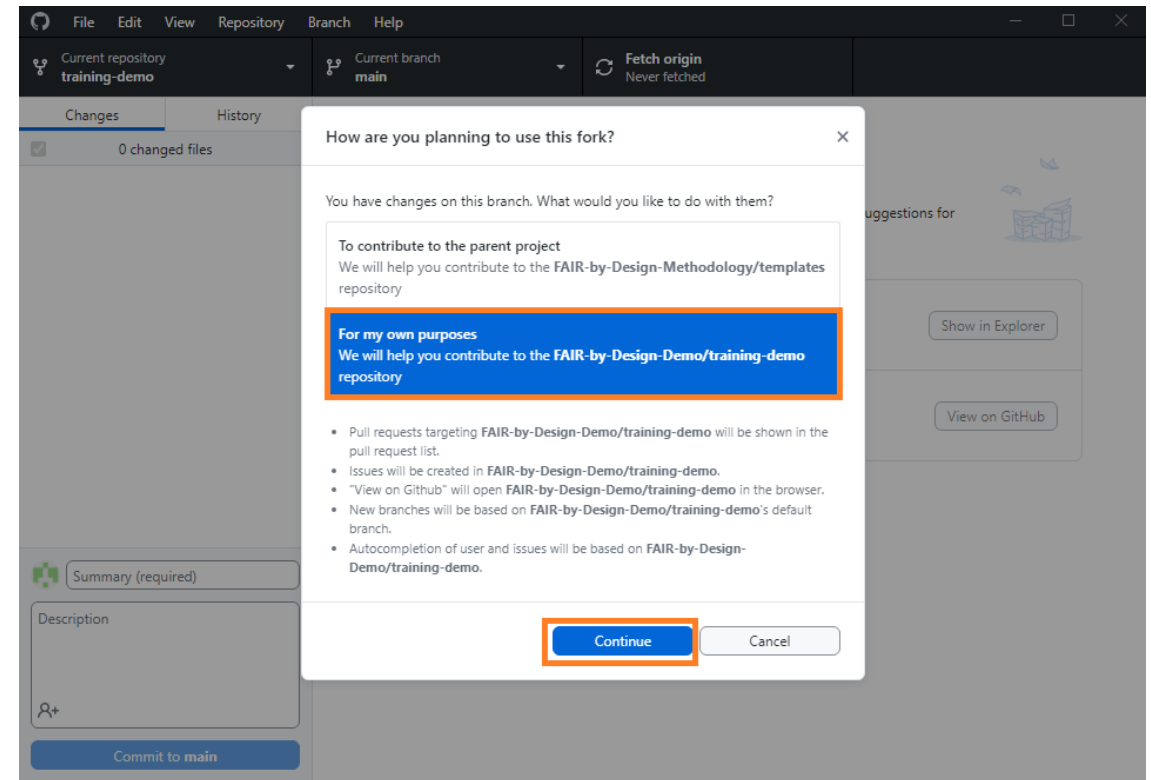 File Edit View Repository Branch Help
Current repository
training-demo
Current branch
main
Fetch origin
Never fetched
Changes History
0 changed files
How are you planning to use this fork?
You have changes on this branch. What would you like to do with them?
To contribute to the parent project
We will help you contribute to the FAIR-by-Design-Methodology/templates
repository
For my own purposes
We will help you contribute to the FAIR-by-Design-Demo/training-demo
repository
• Pull requests targeting FAIR-by-Design-Demo/training-demo will be shown in the
pull request list.
• Issues will be created in FAIR-by-Design-Demo/training-demo.
• "View on Github" will open FAIR-by-Design-Demo/training-demo in the browser.
• New branches will be based on FAIR-by-Design-Demo/training-demo's default
branch.
• Autocompletion of user and issues will be based on FAIR-by-Design-
Demo/training-demo.
Continue Cancel
for
Show in Explorer
View on GitHub
Summary (required)
Description
Commit to main